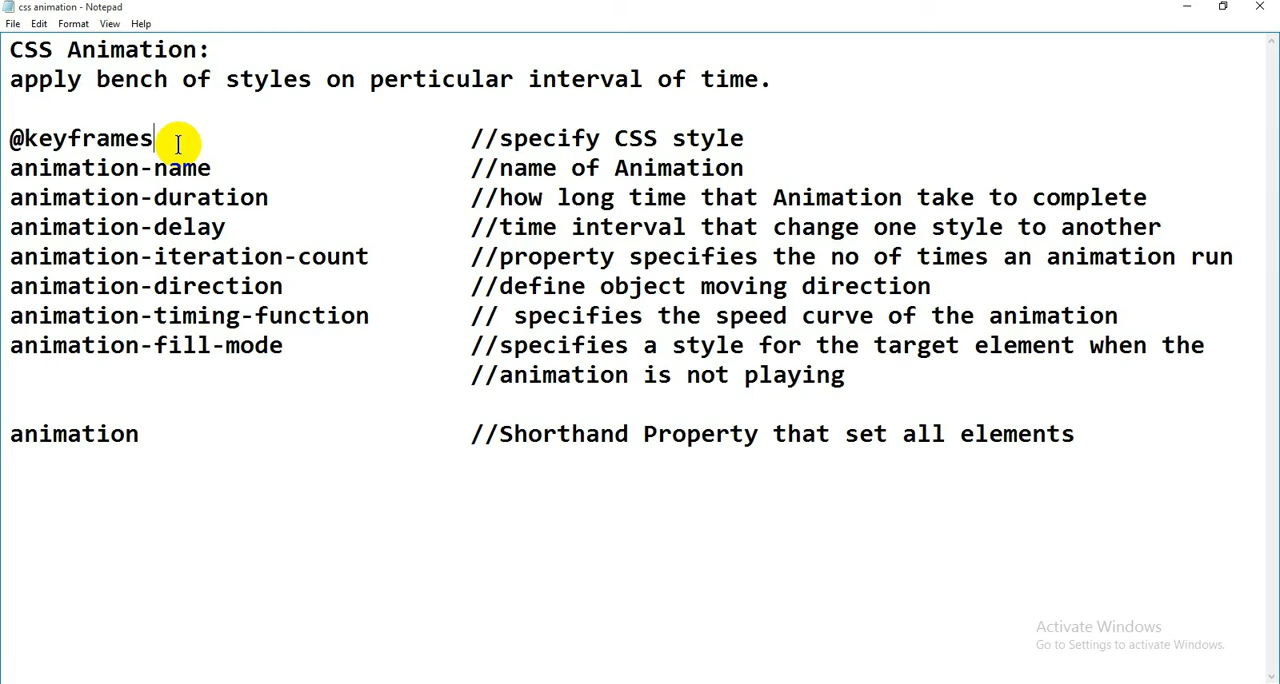 css animation - Notepad
File Edit Format View Help
CSS Animation:
apply bench of styles on perticular interval of time.
@keyframes //specify CSS style
animation-name //name of Animation
animation-duration //how long time that Animation take to complete
animation-delay //time interval that change one style to another
animation-iteration-count //property specifies the no of times an animation run
animation-direction //define object moving direction
animation-timing-function // specifies the speed curve of the animation
animation-fill-mode //specifies a style for the target element when the
//animation is not playing
animation //Shorthand Property that set all elements
Activate Windows
Go to Settings to activate Windows.